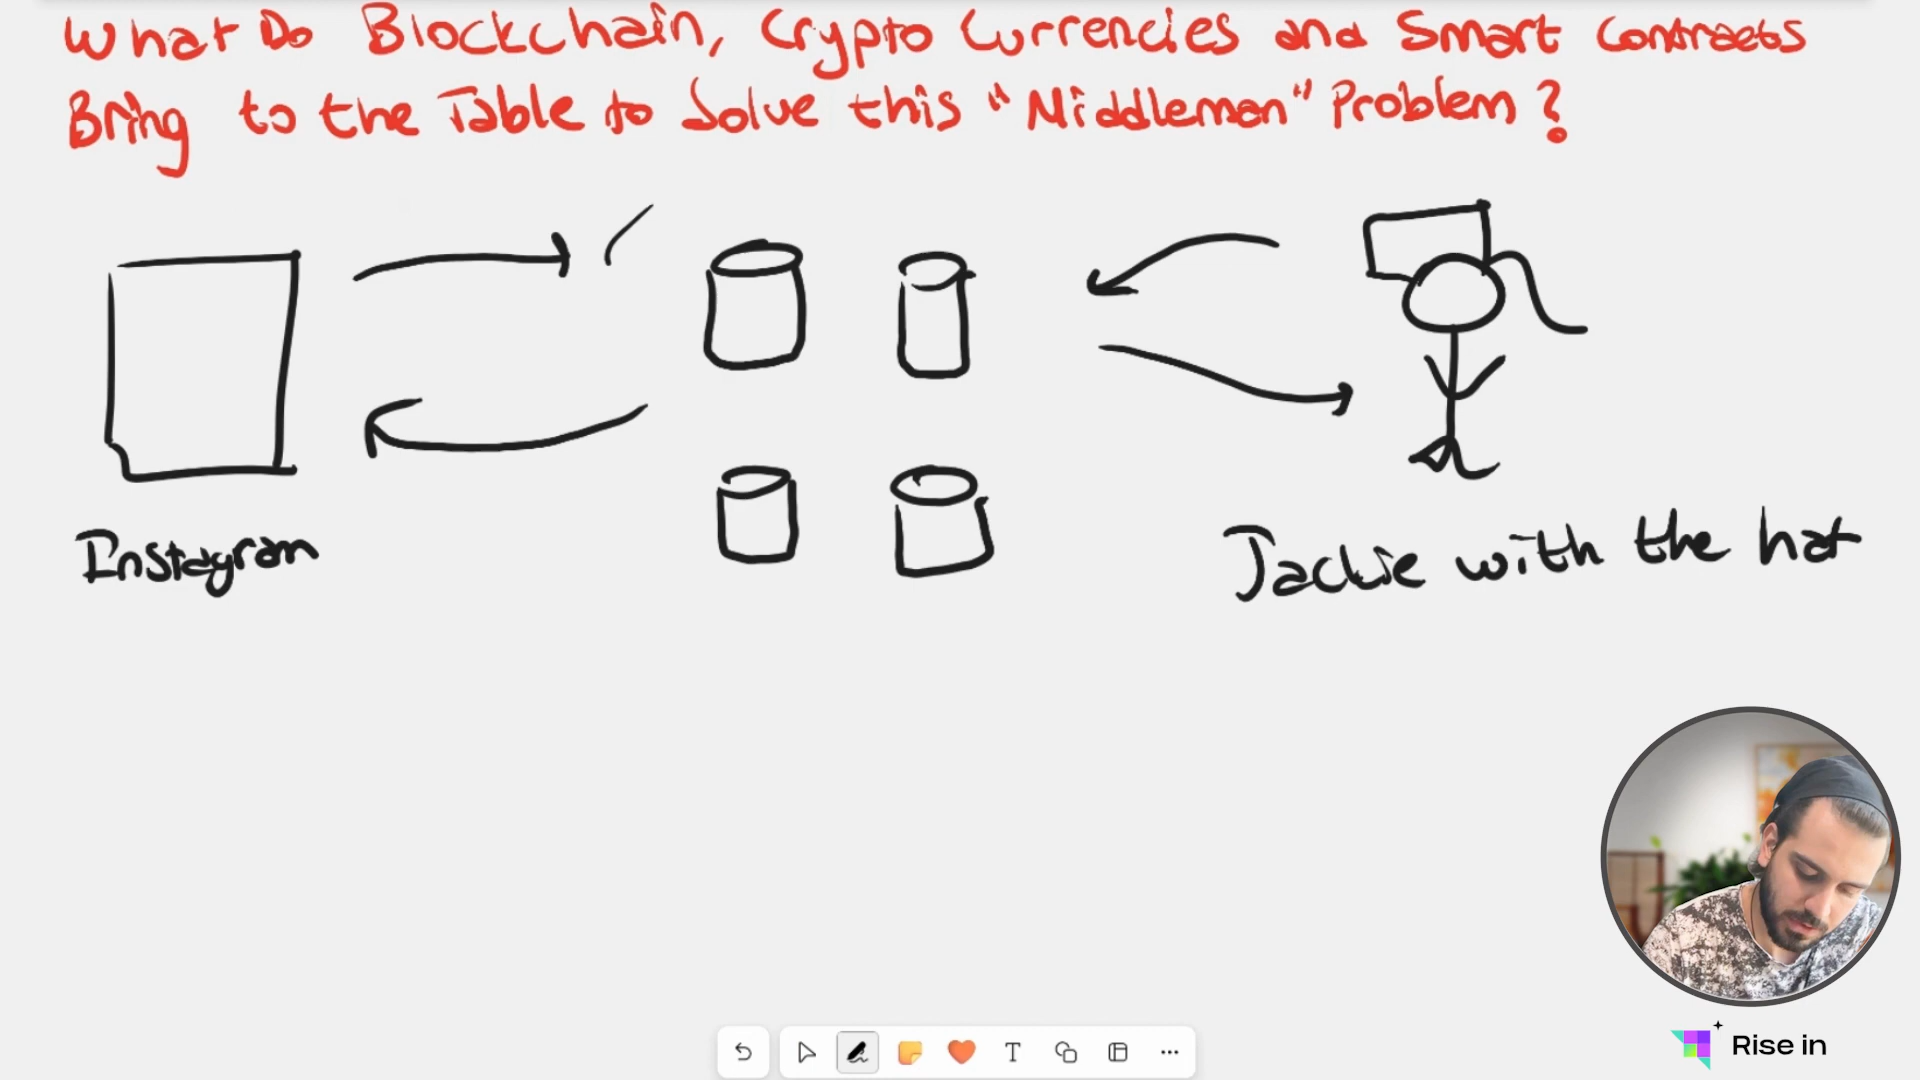 What Do Blockchain, Crypto Currencies and Smart Contracts
Bring to the Table to Solve this "Middleman" Problem?
Instagram
Jackie with the hat
T
Rise in